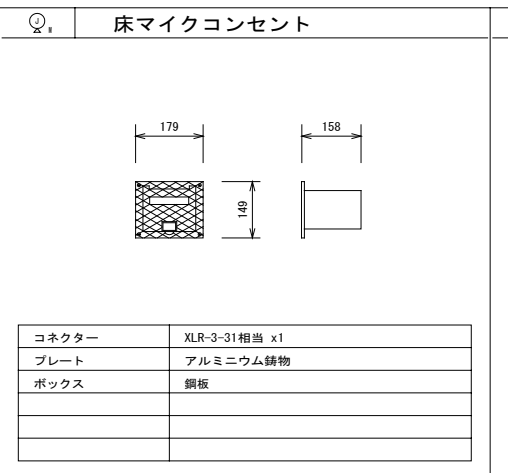 J M 床マイクコンセント
179
158
149
コネクター XLR-3-31相当 x1
プレート アルミニウム鋳物
ボックス 鋼板